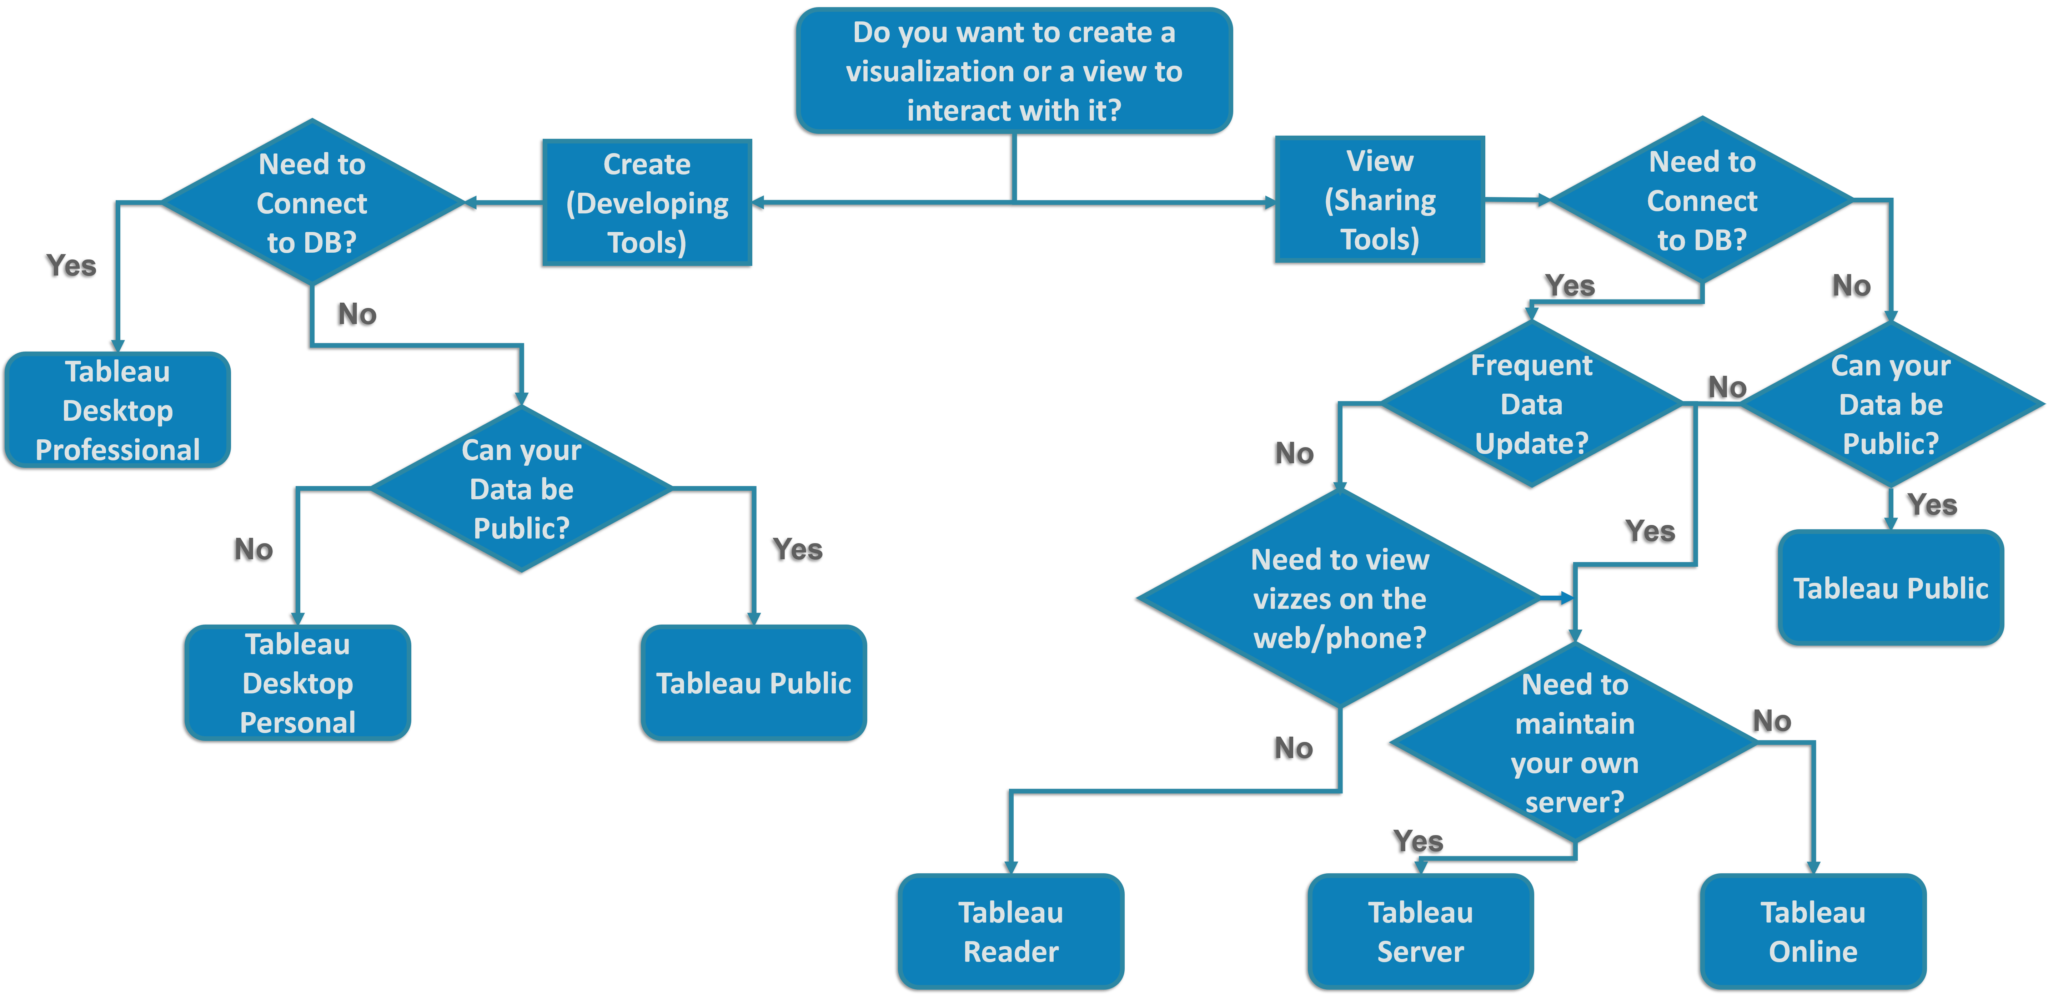 Do you want to create a
visualization or a view to
interact with it?
Need to
Connect
to DB?
Create
(Developing
Tools)
View
(Sharing
Tools)
Need to
Connect
to DB?
Yes
No
Yes
No
Tableau
Desktop
Professional
Can your
Data be
Public?
No
Yes
Tableau
Desktop
Personal
Tableau Public
Frequent
Data
Update?
No
Can your
Data be
Public?
No
Yes
Yes
Need to view
vizzes on the
web/phone?
Tableau Public
Need to
maintain
your own
server?
No
No
Yes
Tableau
Reader
Tableau
Server
Tableau
Online